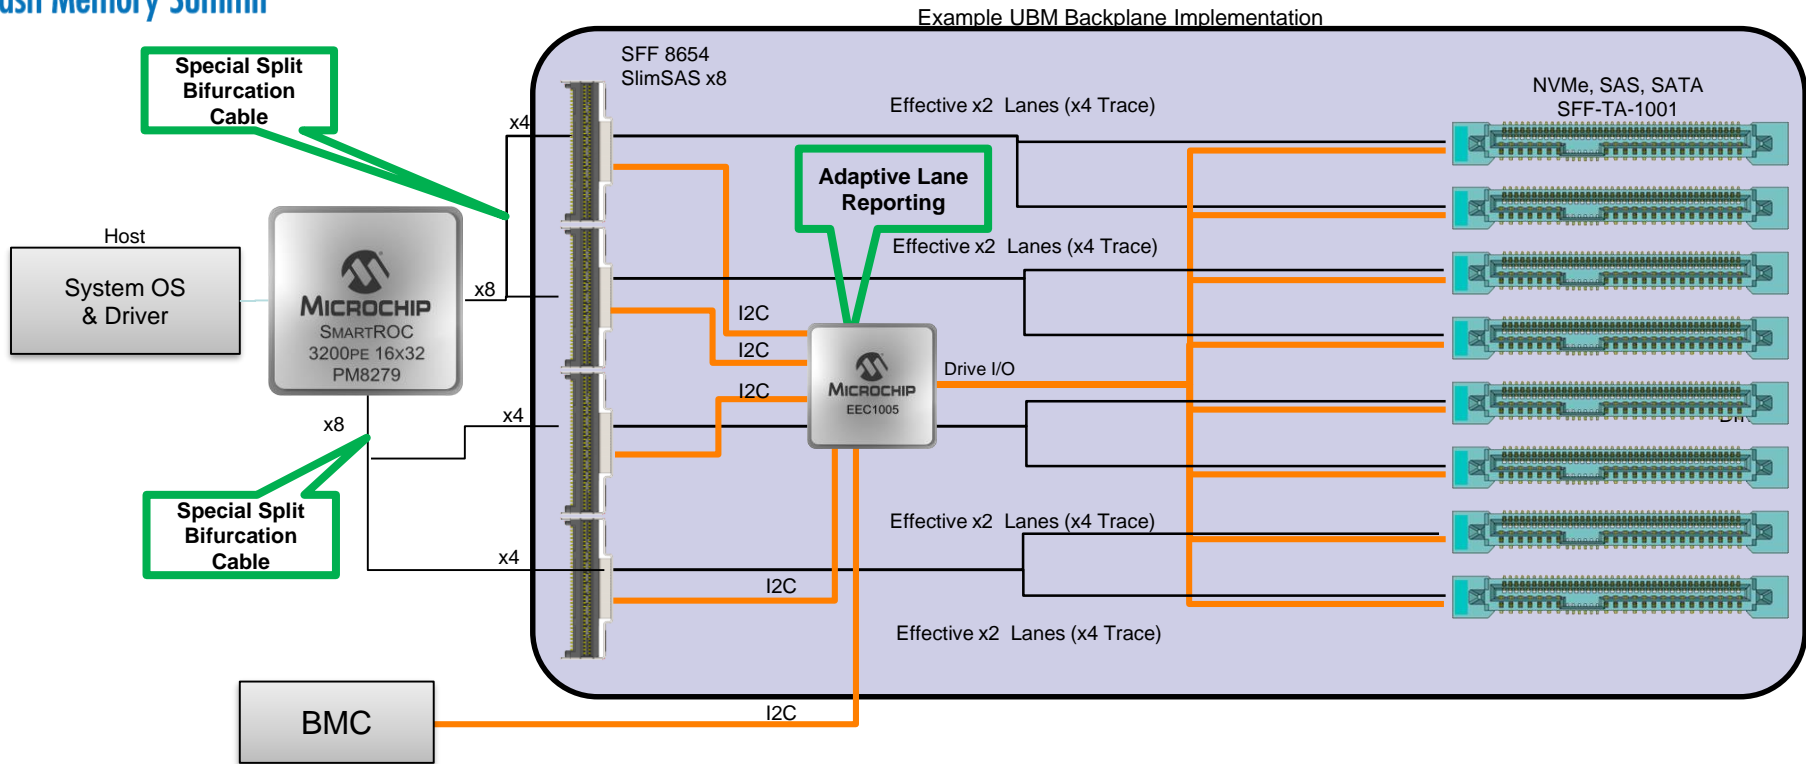 Example UBM Backplane Implementation
Special Split
Bifurcation
Cable
SFF 8654
SlimSAS x8
x4
Effective x2 Lanes (x4 Trace)
NVMe, SAS, SATA
SFF-TA-1001
Adaptive Lane
Reporting
Host
System OS
& Driver
MICROCHIP
SMARTROC
3200PE 16x32
PM8279
x8
Effective x2 Lanes (x4 Trace)
I2C
I2C
I2C
MICROCHIP
EEC1005
Drive I/O
x8
x4
Special Split
Bifurcation
Cable
Effective x2 Lanes (x4 Trace)
x4
I2C
Effective x2 Lanes (x4 Trace)
BMC
I2C